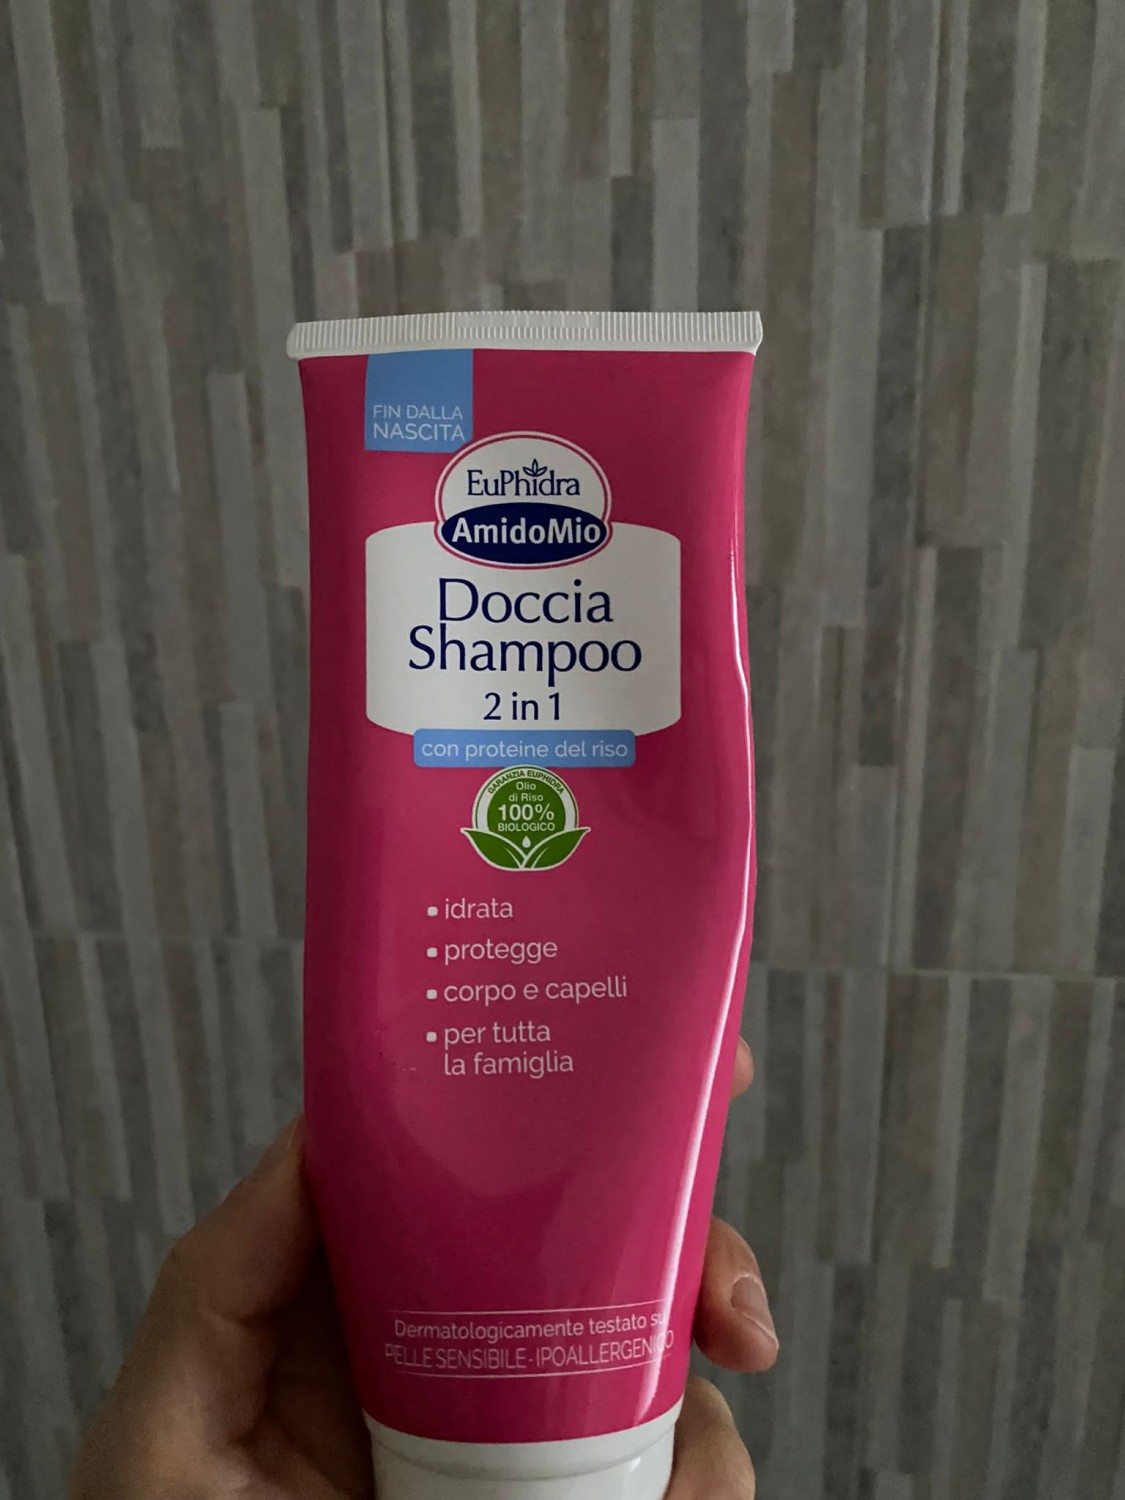 FIN DALLA
NASCITA
EuPhidra
AmidoMio
Doccia
Shampoo
2 in 1
con proteine del riso
GARANZIA EUPHIDRA
Olio
di Riso
100%
BIOLOGICO
▪ idrata
▪ protegge
▪ corpo e capelli
▪ per tutta
la famiglia
Dermatologicamente testato su
PELLE SENSIBILE - IPOALLERGENICO